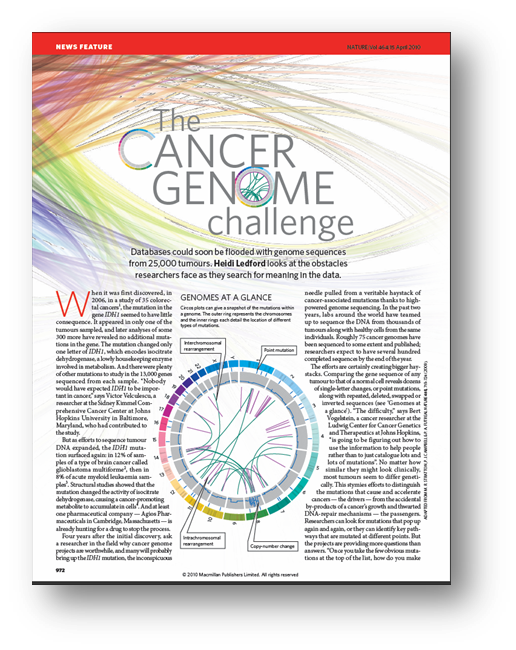 NEWS FEATURE
NATURE|Vol 464|15 April 2010
The
CANCER
GENOME
challenge
Databases could soon be flooded with genome sequences
from 25,000 tumours. Heidi Ledford looks at the obstacles
researchers face as they search for meaning in the data.
When it was first discovered, in
2006, in a study of 35 colorec-
tal cancers¹, the mutation in the
gene IDH1 seemed to have little
consequence. It appeared in only one of the
tumours sampled, and later analyses of some
300 more have revealed no additional muta-
tions in the gene. The mutation changed only
one letter of IDH1, which encodes isocitrate
dehydrogenase, a lowly housekeeping enzyme
involved in metabolism. And there were plenty
of other mutations to study in the 13,000 genes
sequenced from each sample. "Nobody
would have expected IDH1 to be impor-
tant in cancer," says Victor Velculescu, a
researcher at the Sidney Kimmel Com-
prehensive Cancer Center at Johns
Hopkins University in Baltimore,
Maryland, who had contributed to
the study.
But as efforts to sequence tumour
DNA expanded, the IDH1 muta-
tion surfaced again: in 12% of sam-
ples of a type of brain cancer called
glioblastoma multiforme², then in
8% of acute myeloid leukaemia sam-
ples³. Structural studies showed that the
mutation changed the activity of isocitrate
dehydrogenase, causing a cancer-promoting
metabolite to accumulate in cells⁴. And at least
one pharmaceutical company — Agios Phar-
maceuticals in Cambridge, Massachusetts — is
already hunting for a drug to stop the process.
Four years after the initial discovery, ask
a researcher in the field why cancer genome
projects are worthwhile, and many will probably
bring up the IDH1 mutation, the inconspicuous
GENOMES AT A GLANCE
Circos plots can give a snapshot of the mutations within
a genome. The outer ring represents the chromosomes
and the inner rings each detail the location of different
types of mutations.
Interchromosomal
rearrangement
Point mutation
Intrachromosomal
rearrangement
Copy-number change
needle pulled from a veritable haystack of
cancer-associated mutations thanks to high-
powered genome sequencing. In the past two
years, labs around the world have teamed
up to sequence the DNA from thousands of
tumours along with healthy cells from the same
individuals. Roughly 75 cancer genomes have
been sequenced to some extent and published;
researchers expect to have several hundred
completed sequences by the end of the year.
The efforts are certainly creating bigger hay-
stacks. Comparing the gene sequence of any
tumour to that of a normal cell reveals dozens
of single-letter changes, or point mutations,
along with repeated, deleted, swapped or
inverted sequences (see 'Genomes at
a glance'). "The difficulty," says Bert
Vogelstein, a cancer researcher at the
Ludwig Center for Cancer Genetics
and Therapeutics at Johns Hopkins,
"is going to be figuring out how to
use the information to help people
rather than to just catalogue lots and
lots of mutations". No matter how
similar they might look clinically,
most tumours seem to differ geneti-
cally. This stymies efforts to distinguish
the mutations that cause and accelerate
cancers — the drivers — from the accidental
by-products of a cancer's growth and thwarted
DNA-repair mechanisms — the passengers.
Researchers can look for mutations that pop up
again and again, or they can identify key path-
ways that are mutated at different points. But
the projects are providing more questions than
answers. "Once you take the few obvious muta-
tions at the top of the list, how do you make
972
© 2010 Macmillan Publishers Limited. All rights reserved